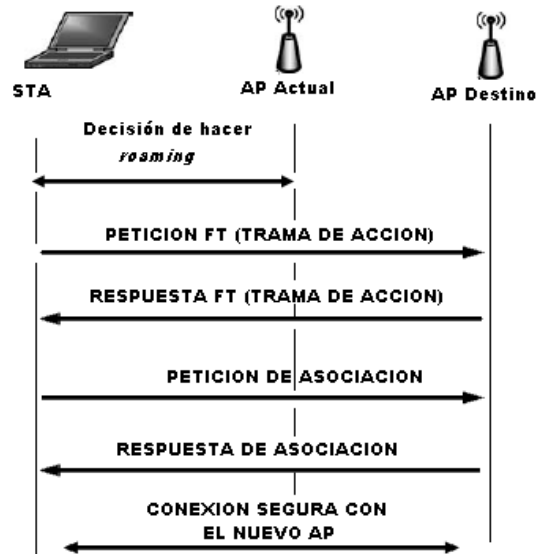 STA
AP Actual
AP Destino
Decisión de hacer
roaming
PETICION FT (TRAMA DE ACCION)
RESPUESTA FT (TRAMA DE ACCION)
PETICION DE ASOCIACION
RESPUESTA DE ASOCIACION
CONEXION SEGURA CON
EL NUEVO AP